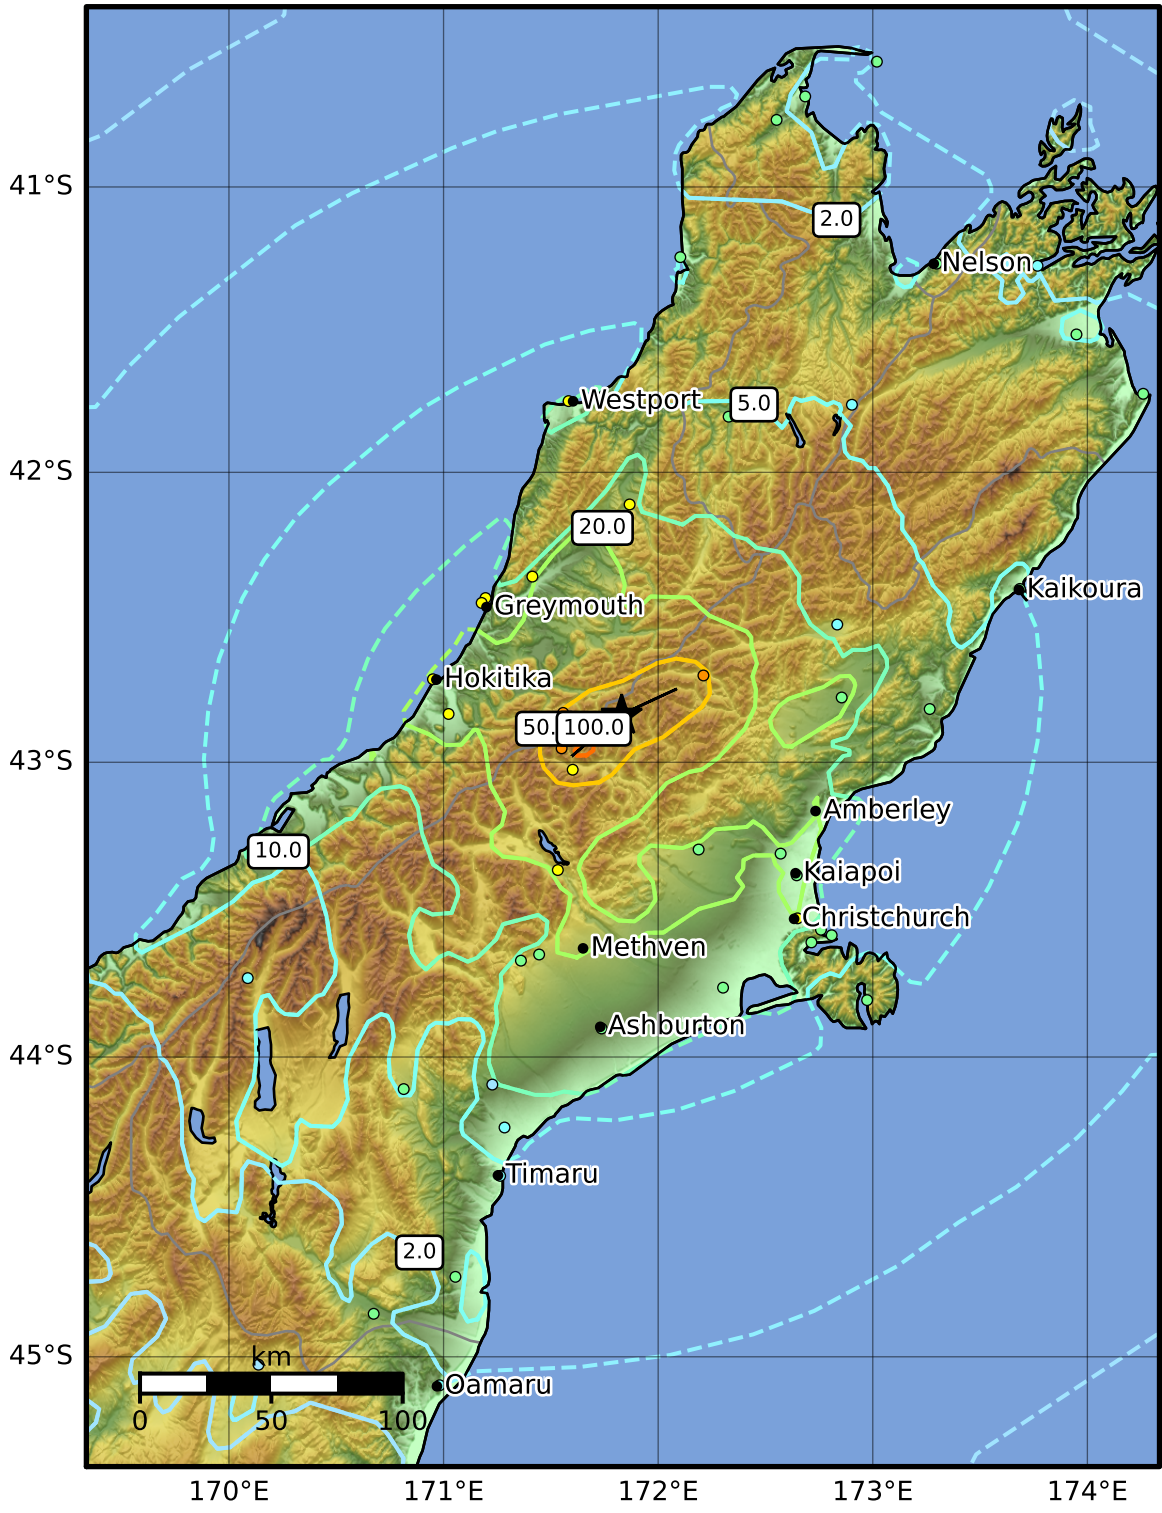 41°S
2.0
Nelson
Westport
5.0
42°S
20.0
Kaikoura
Greymouth
Hokitika
50.
100.0
43°S
Amberley
10.0
Kaiapoi
Christchurch
Methven
Ashburton
44°S
Timaru
2.0
45°S
km
Oamaru
0 50 100
170°E 171°E 172°E 173°E 174°E